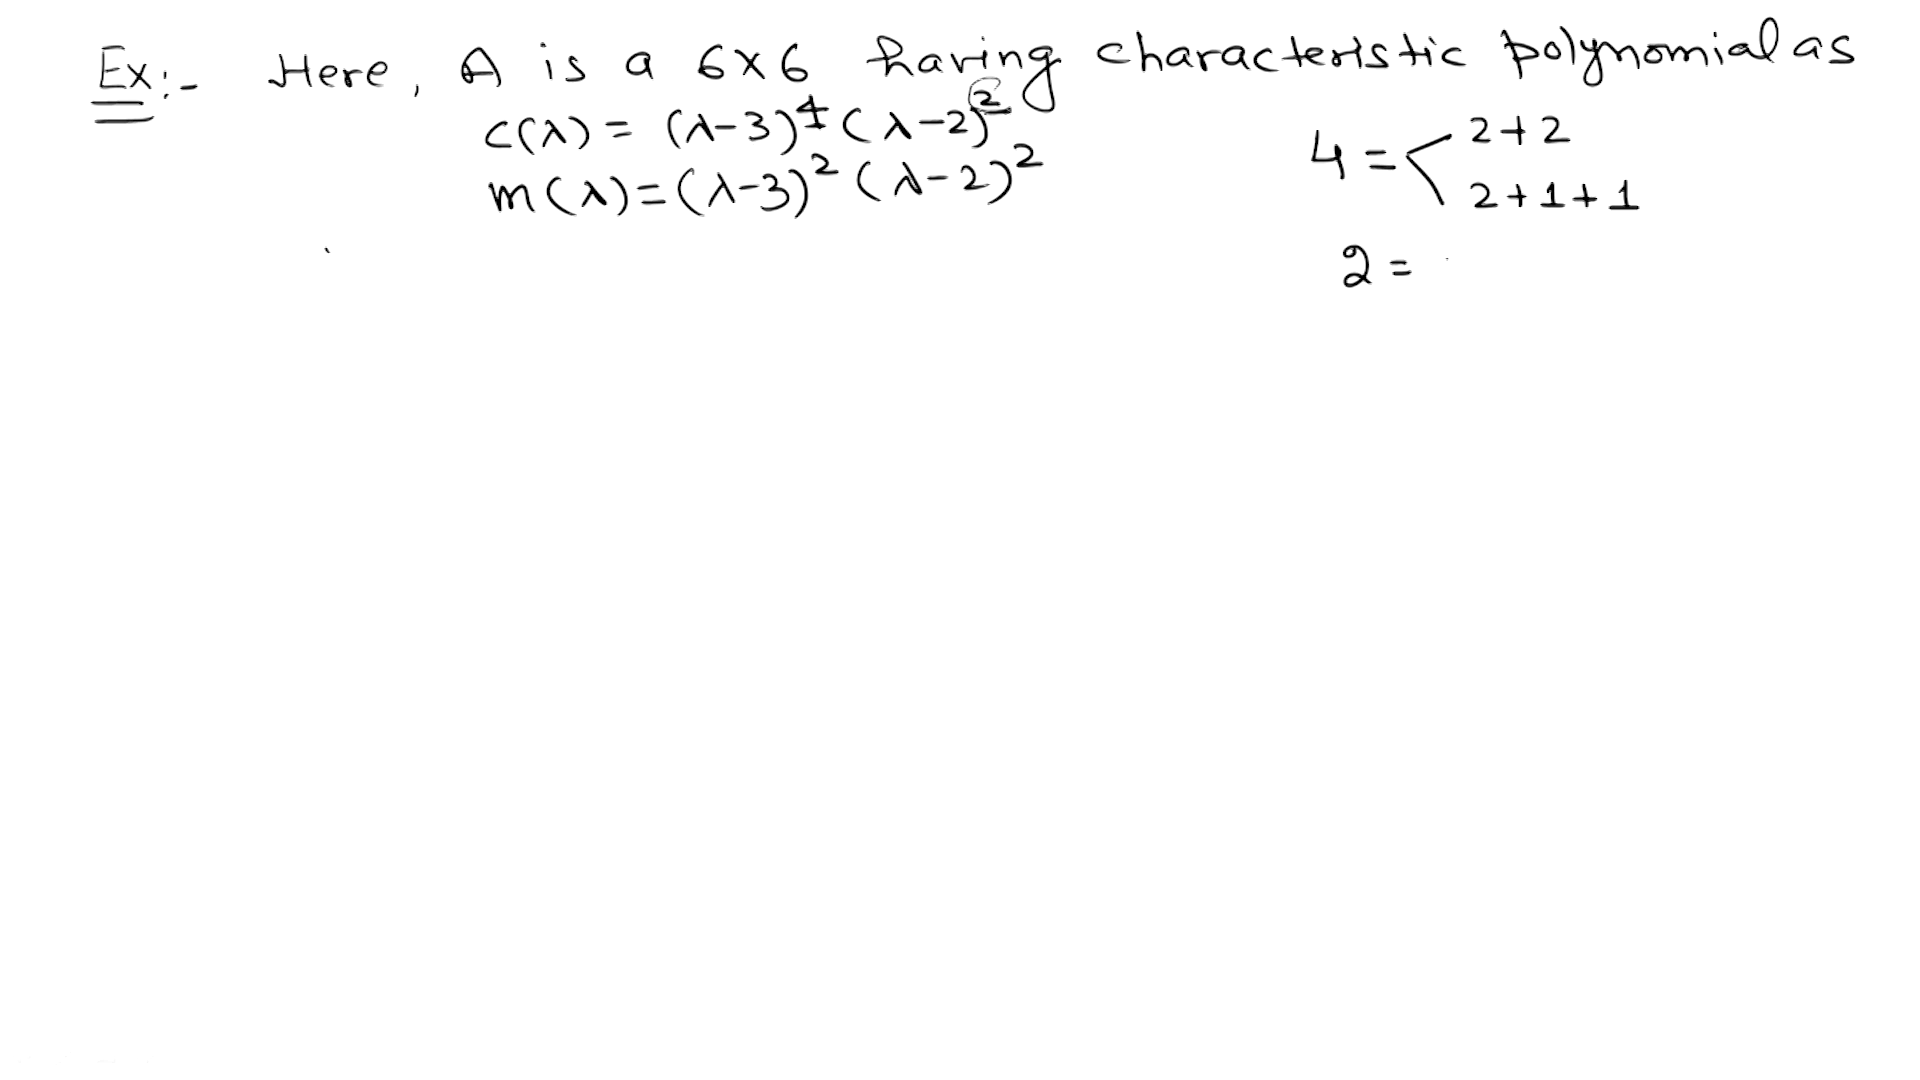 Ex:- Here, A is a 6×6 having characteristic polynomial as
c(λ) = (λ-3)⁴ (λ-2)²
m(λ) = (λ-3)² (λ-2)²
4 = < 2+2
2+1+1
2 =